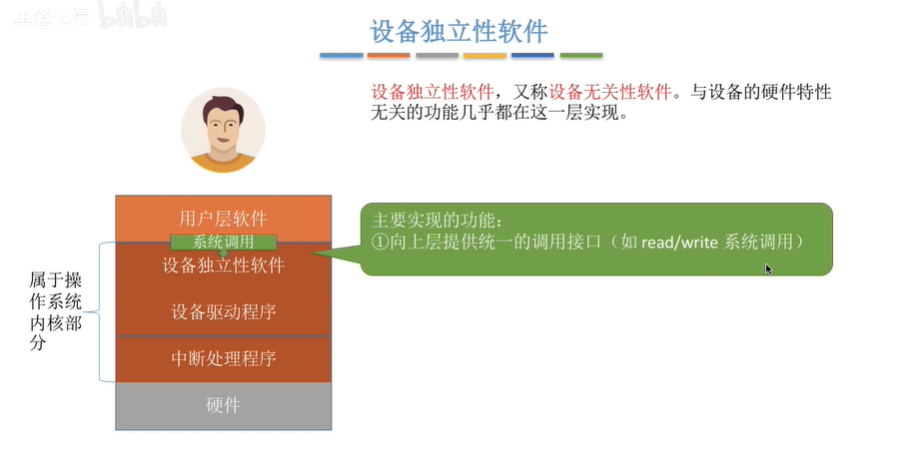 设备独立性软件
设备独立性软件，又称设备无关性软件。与设备的硬件特性
无关的功能几乎都在这一层实现。
用户层软件
系统调用
设备独立性软件
设备驱动程序
中断处理程序
硬件
属于操
作系统
内核部
分
主要实现的功能：
①向上层提供统一的调用接口（如 read/write 系统调用）
bilibili